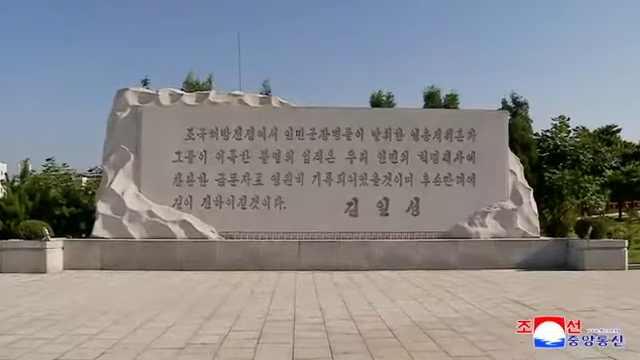 조국해방전쟁에서 인민군장병들이 발휘한 영웅적위훈과
그들이 이룩한 불멸의 업적은 우리 인민의 혁명력사에
찬란한 금문자로 영원히 기록되여있을것이며 후손만대에
길이 전하여질것이다.
김일성
조선
중앙통신